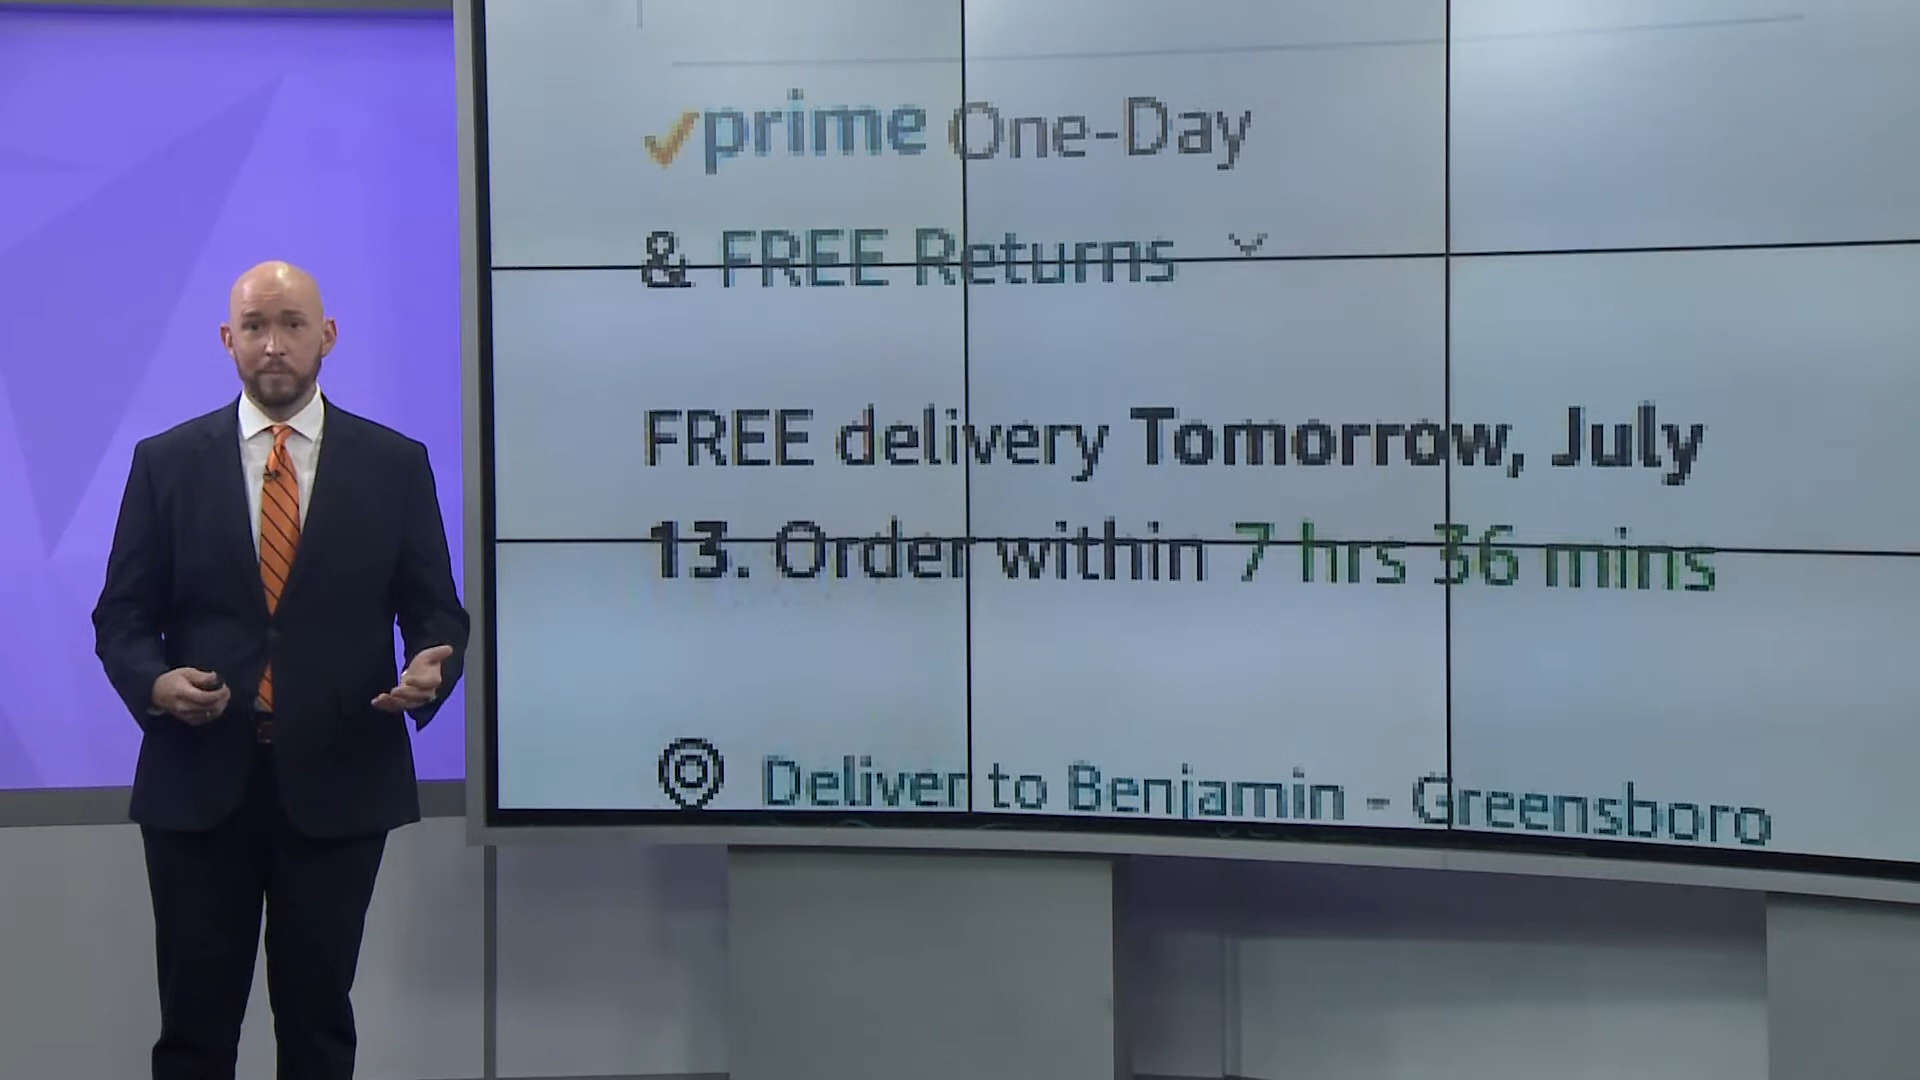 prime One-Day
& FREE Returns
FREE delivery Tomorrow, July
13. Order within 7 hrs 36 mins
Deliver to Benjamin - Greensboro